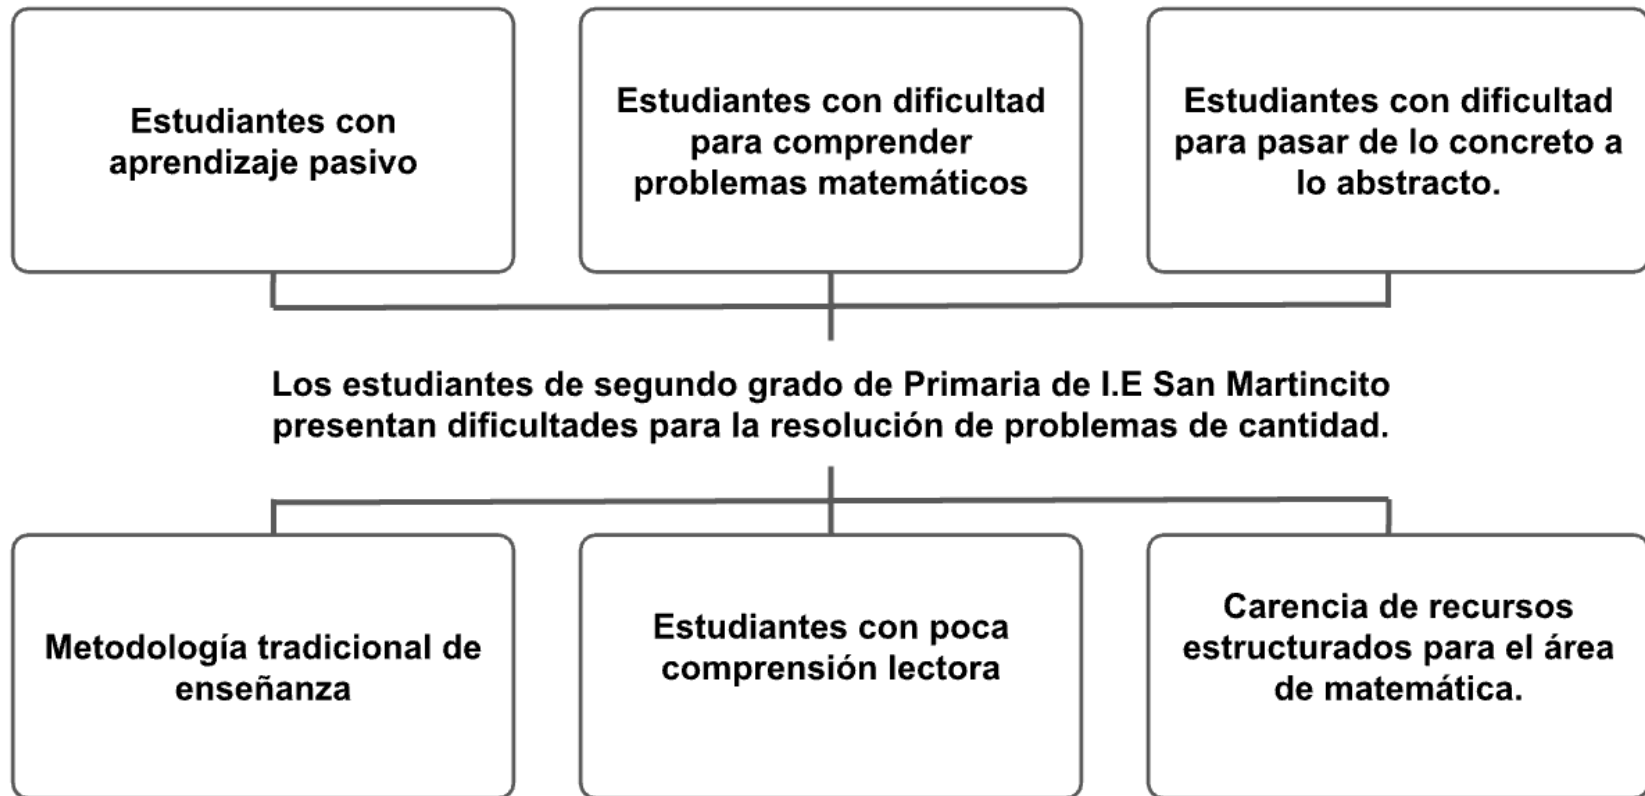 Estudiantes con
aprendizaje pasivo
Estudiantes con dificultad
para comprender
problemas matemáticos
Estudiantes con dificultad
para pasar de lo concreto a
lo abstracto.
Los estudiantes de segundo grado de Primaria de I.E San Martincito
presentan dificultades para la resolución de problemas de cantidad.
Metodología tradicional de
enseñanza
Estudiantes con poca
comprensión lectora
Carencia de recursos
estructurados para el área
de matemática.